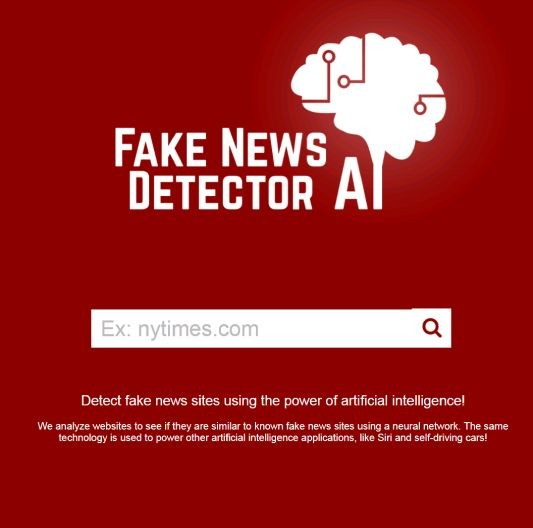 Fake News
Detector AI
Ex: nytimes.com
Detect fake news sites using the power of artificial intelligence!
We analyze websites to see if they are similar to known fake news sites using a neural network. The same
technology is used to power other artificial intelligence applications, like Siri and self-driving cars!